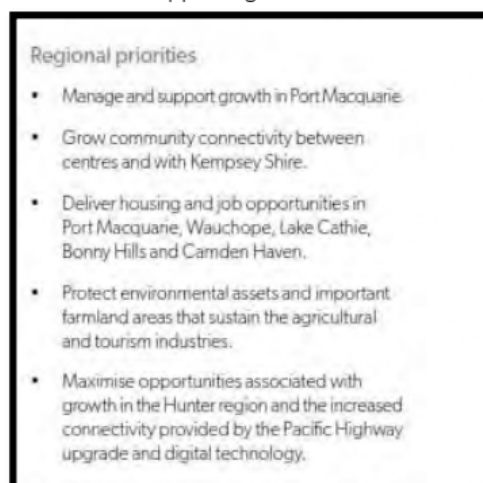 Regional priorities
• Manage and support growth in Port Macquarie.
• Grow community connectivity between
centres and with Kempsey Shire.
• Deliver housing and job opportunities in
Port Macquarie, Wauchope, Lake Cathie,
Bonny Hills and Camden Haven.
• Protect environmental assets and important
farmland areas that sustain the agricultural
and tourism industries.
• Maximise opportunities associated with
growth in the Hunter region and the increased
connectivity provided by the Pacific Highway
upgrade and digital technology.